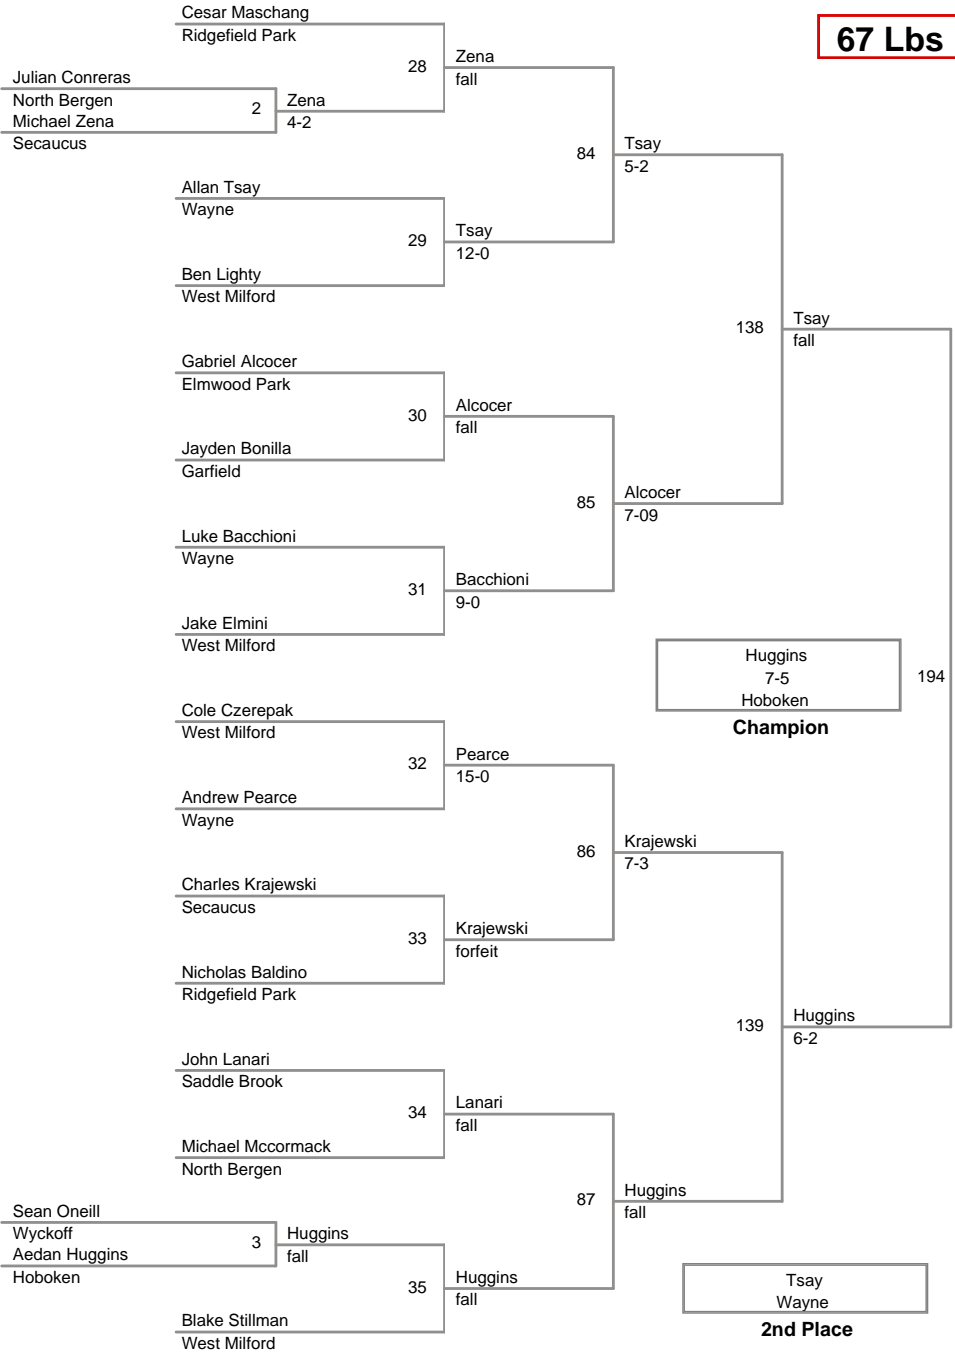 Cesar Maschang
Ridgefield Park
67 Lbs
28
Zena
fall
Julian Conreras
North Bergen
2
Zena
4-2
Michael Zena
Secaucus
84
Tsay
5-2
Allan Tsay
Wayne
29
Tsay
12-0
Ben Lighty
West Milford
138
Tsay
fall
Gabriel Alcocer
Elmwood Park
30
Alcocer
fall
Jayden Bonilla
Garfield
85
Alcocer
7-09
Luke Bacchioni
Wayne
31
Bacchioni
9-0
Jake Elmini
West Milford
Huggins
7-5
Hoboken
Champion
194
Cole Czerepak
West Milford
32
Pearce
15-0
Andrew Pearce
Wayne
86
Krajewski
7-3
Charles Krajewski
Secaucus
33
Krajewski
forfeit
Nicholas Baldino
Ridgefield Park
139
Huggins
6-2
John Lanari
Saddle Brook
34
Lanari
fall
Michael Mccormack
North Bergen
87
Huggins
fall
Sean Oneill
Wyckoff
3
Huggins
fall
Aedan Huggins
Hoboken
35
Huggins
fall
Blake Stillman
West Milford
Tsay
Wayne
2nd Place